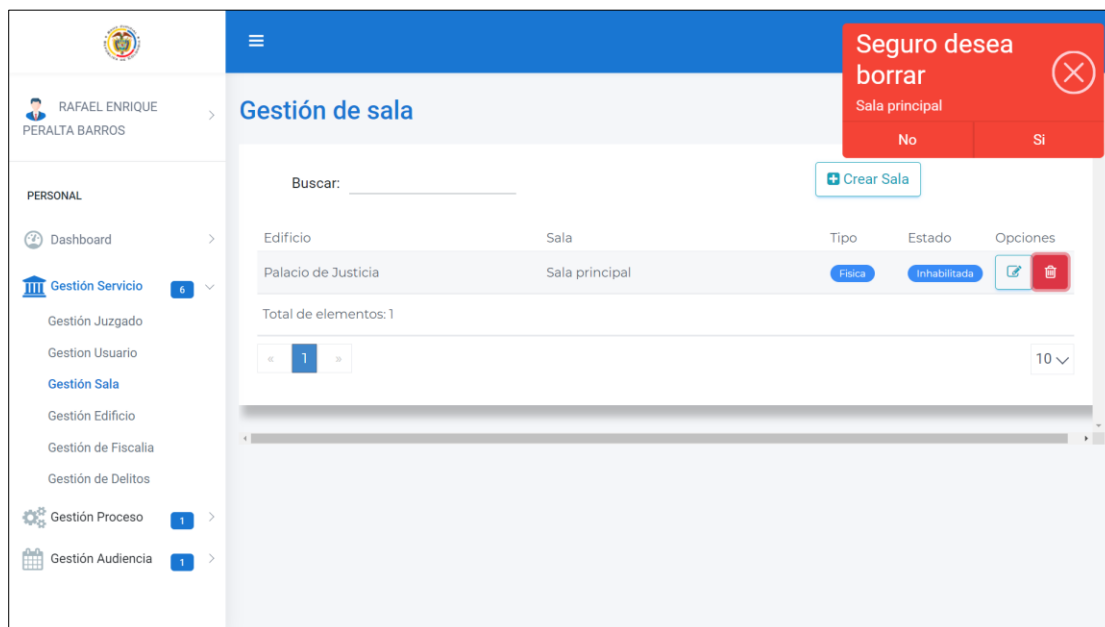 RAFAEL ENRIQUE
PERALTA BARROS
PERSONAL
Dashboard
Gestión Servicio 6
Gestión Juzgado
Gestion Usuario
Gestión Sala
Gestión Edificio
Gestión de Fiscalia
Gestión de Delitos
Gestión Proceso 1
Gestión Audiencia 1
Gestión de sala
Seguro desea
borrar
Sala principal
No Si
Buscar:
Crear Sala
Edificio Sala Tipo Estado Opciones
Palacio de Justicia Sala principal Fisica Inhabilitada
Total de elementos: 1
« 1 » 10